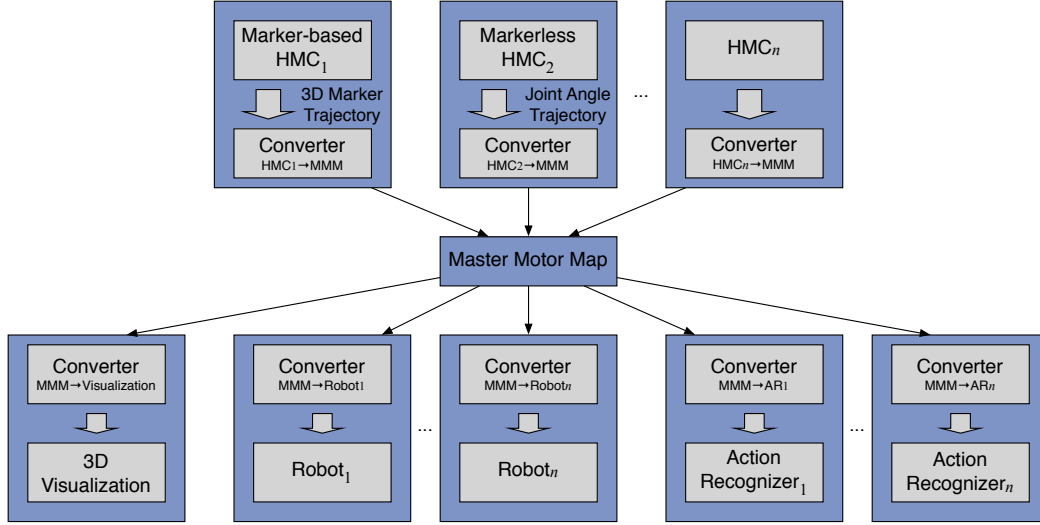 Marker-based
HMC1
3D Marker
Trajectory
Converter
HMC1→MMM
Markerless
HMC2
Joint Angle
Trajectory
Converter
HMC2→MMM
...
HMCn
Converter
HMCn→MMM
Master Motor Map
Converter
MMM→Visualization
3D
Visualization
Converter
MMM→Robot1
Robot1
...
Converter
MMM→Robotn
Robotn
Converter
MMM→AR1
Action
Recognizer1
...
Converter
MMM→ARn
Action
Recognizern